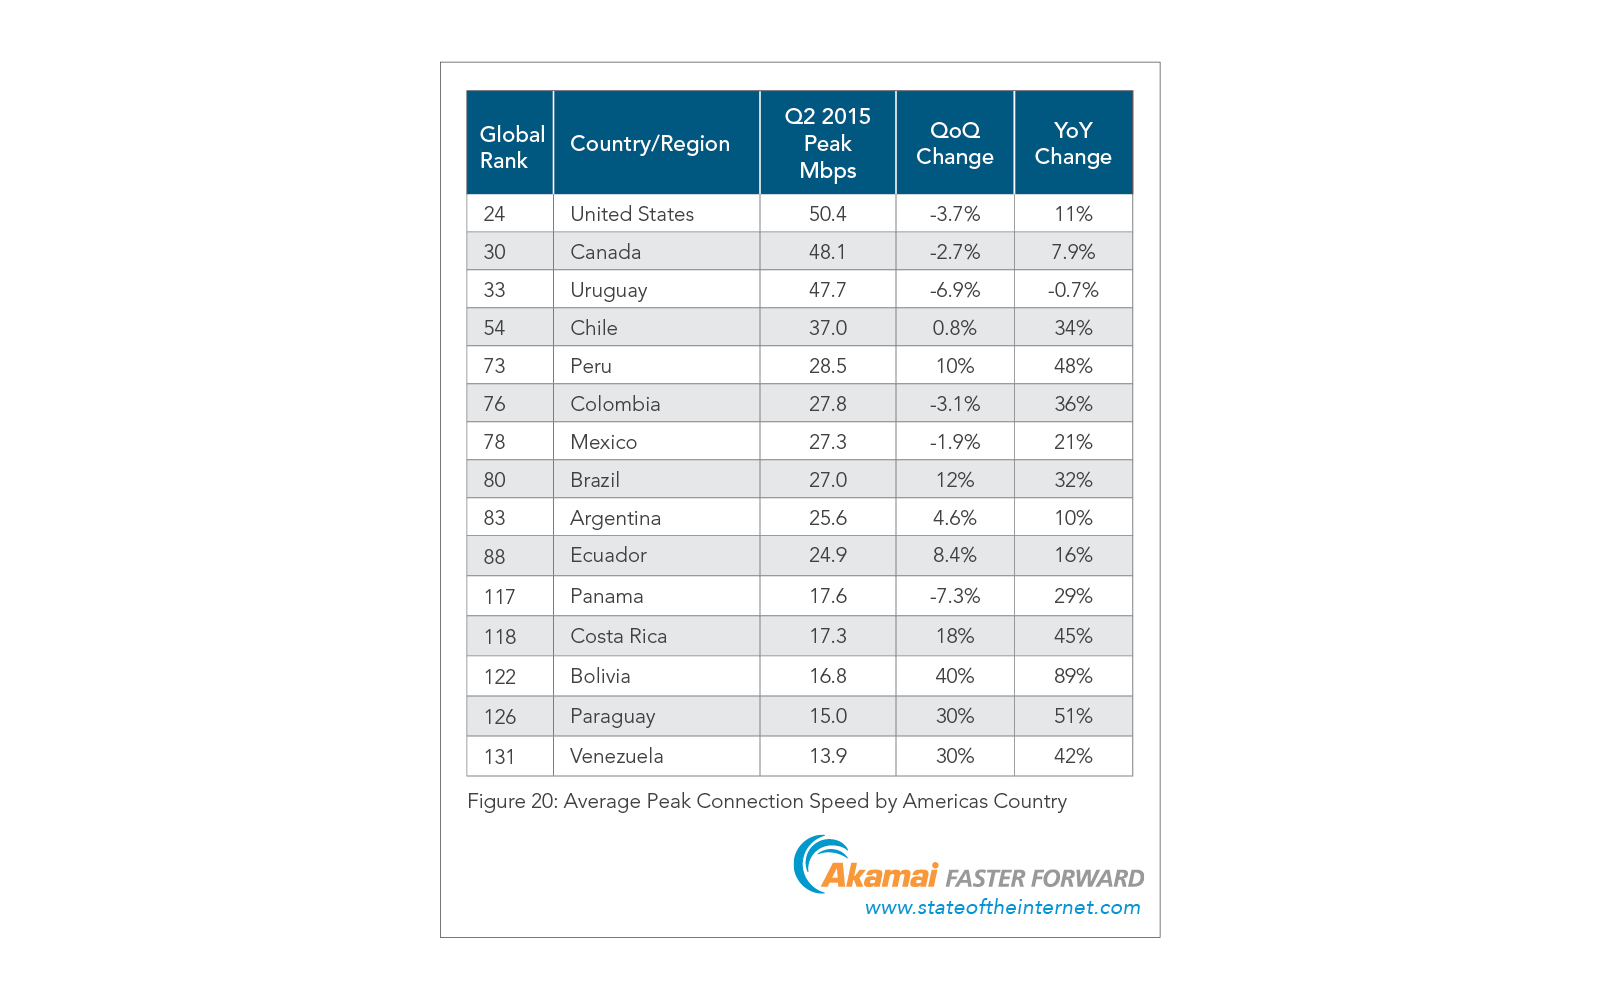 Global Rank Country/Region Q2 2015 Peak Mbps QoQ Change YoY Change
24 United States 50.4 -3.7% 11%
30 Canada 48.1 -2.7% 7.9%
33 Uruguay 47.7 -6.9% -0.7%
54 Chile 37.0 0.8% 34%
73 Peru 28.5 10% 48%
76 Colombia 27.8 -3.1% 36%
78 Mexico 27.3 -1.9% 21%
80 Brazil 27.0 12% 32%
83 Argentina 25.6 4.6% 10%
88 Ecuador 24.9 8.4% 16%
117 Panama 17.6 -7.3% 29%
118 Costa Rica 17.3 18% 45%
122 Bolivia 16.8 40% 89%
126 Paraguay 15.0 30% 51%
131 Venezuela 13.9 30% 42%
Figure 20: Average Peak Connection Speed by Americas Country
Akamai FASTER FORWARD
www.stateoftheinternet.com